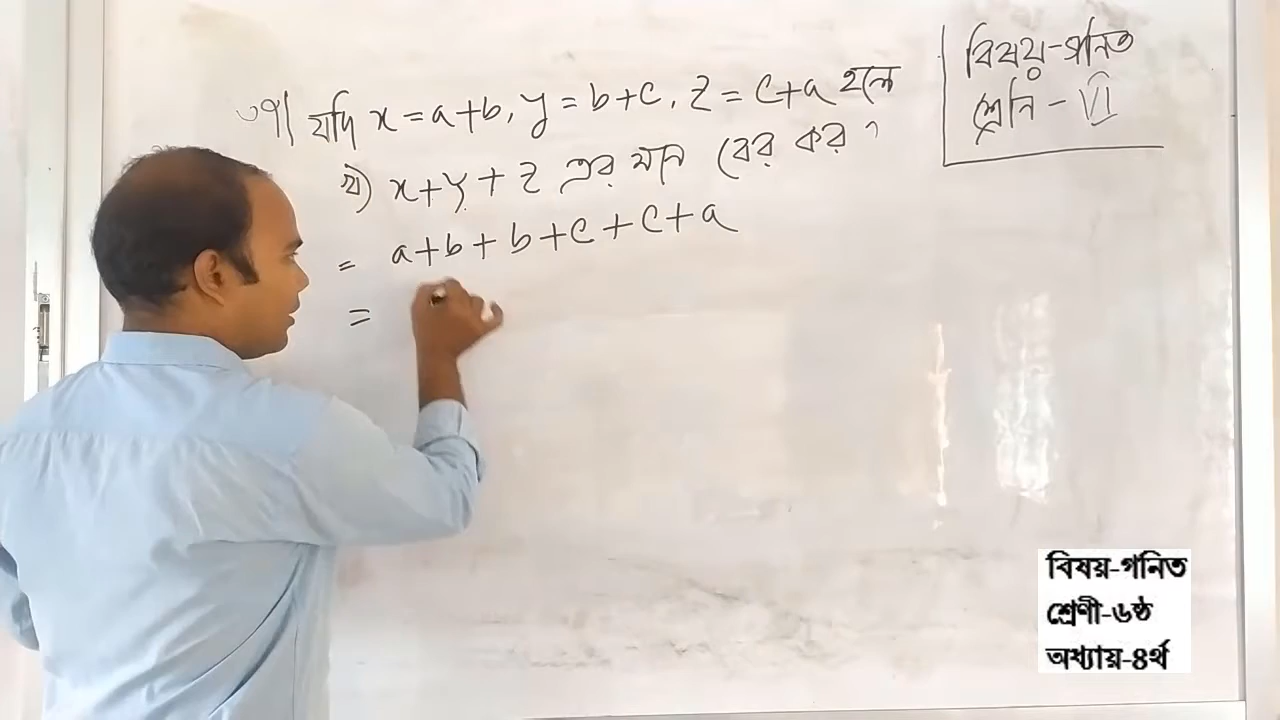 ৩৭। যদি x = a+b, y = b+c, z = c+a হলে
খ) x+y+z এর মান বের কর ?
= a+b+b+c+c+a
=
বিষয়-গনিত
শ্রেনি - VI
বিষয়-গনিত
শ্রেণী-৬ষ্ঠ
অধ্যায়-৪র্থ